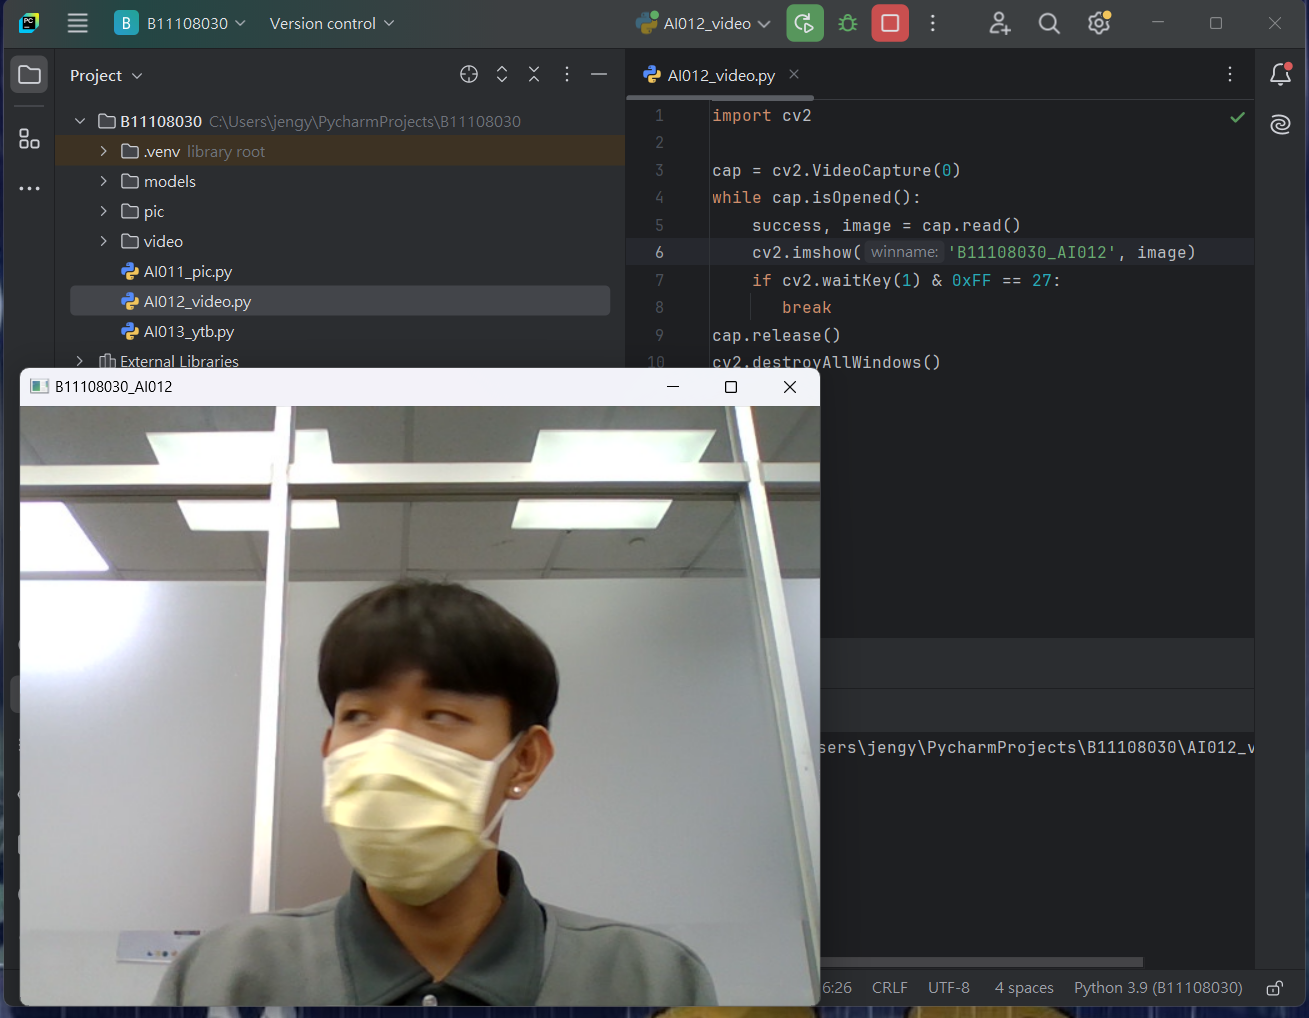 B B11108030 Version control AI012_video
Project
B11108030 C:\Users\jengy\PycharmProjects\B11108030
.venv library root
models
pic
video
AI011_pic.py
AI012_video.py
AI013_ytb.py
External Libraries
AI012_video.py
1 import cv2
2
3 cap = cv2.VideoCapture(0)
4 while cap.isOpened():
5 success, image = cap.read()
6 cv2.imshow( winname: 'B11108030_AI012', image)
7 if cv2.waitKey(1) & 0xFF == 27:
8 break
9 cap.release()
10 cv2.destroyAllWindows()
B11108030_AI012
sers\jengy\PycharmProjects\B11108030\AI012_v
6:26 CRLF UTF-8 4 spaces Python 3.9 (B11108030)